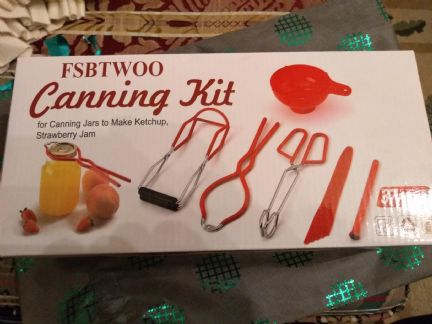 FSBTWOO
Canning Kit
for Canning Jars to Make Ketchup,
Strawberry Jam